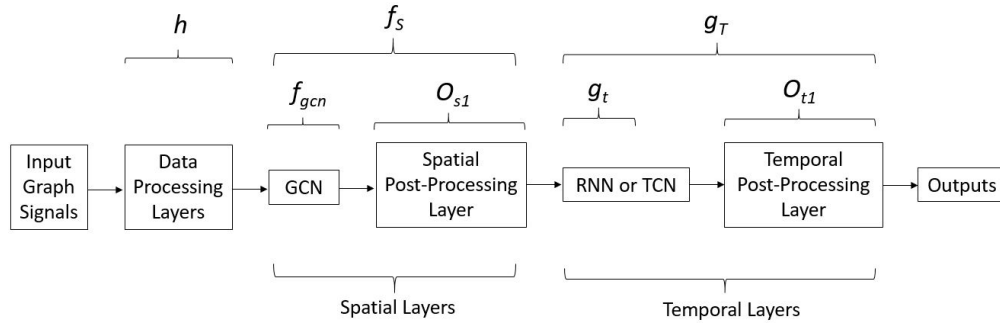 h
f_S
g_T
f_gcn
O_s1
g_t
O_t1
Input
Graph
Signals
Data
Processing
Layers
GCN
Spatial
Post-Processing
Layer
RNN or TCN
Temporal
Post-Processing
Layer
Outputs
Spatial Layers
Temporal Layers